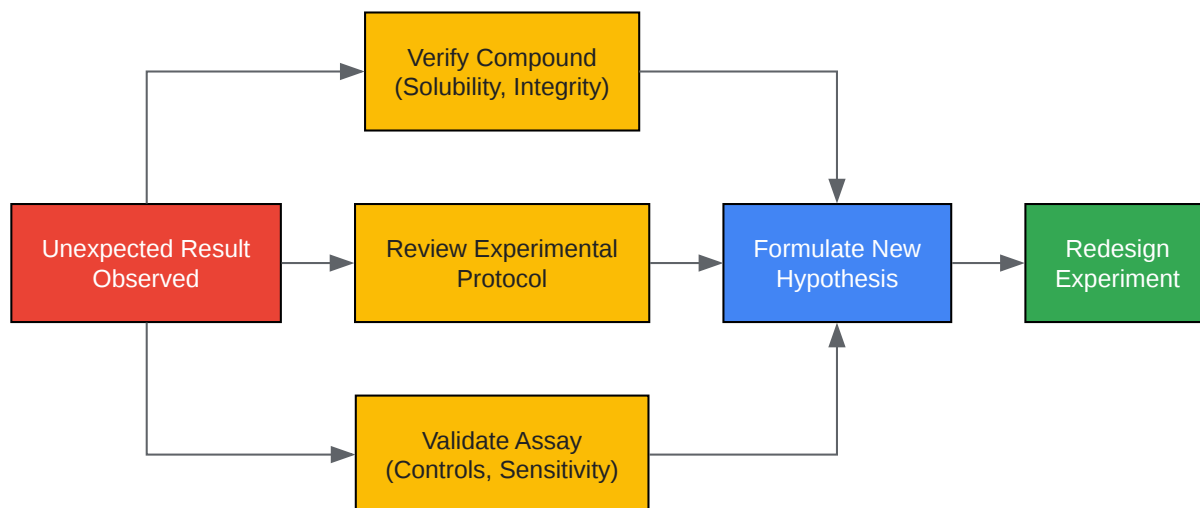 Verify Compound
(Solubility, Integrity)
Unexpected Result
Observed
Review Experimental
Protocol
Formulate New
Hypothesis
Redesign
Experiment
Validate Assay
(Controls, Sensitivity)